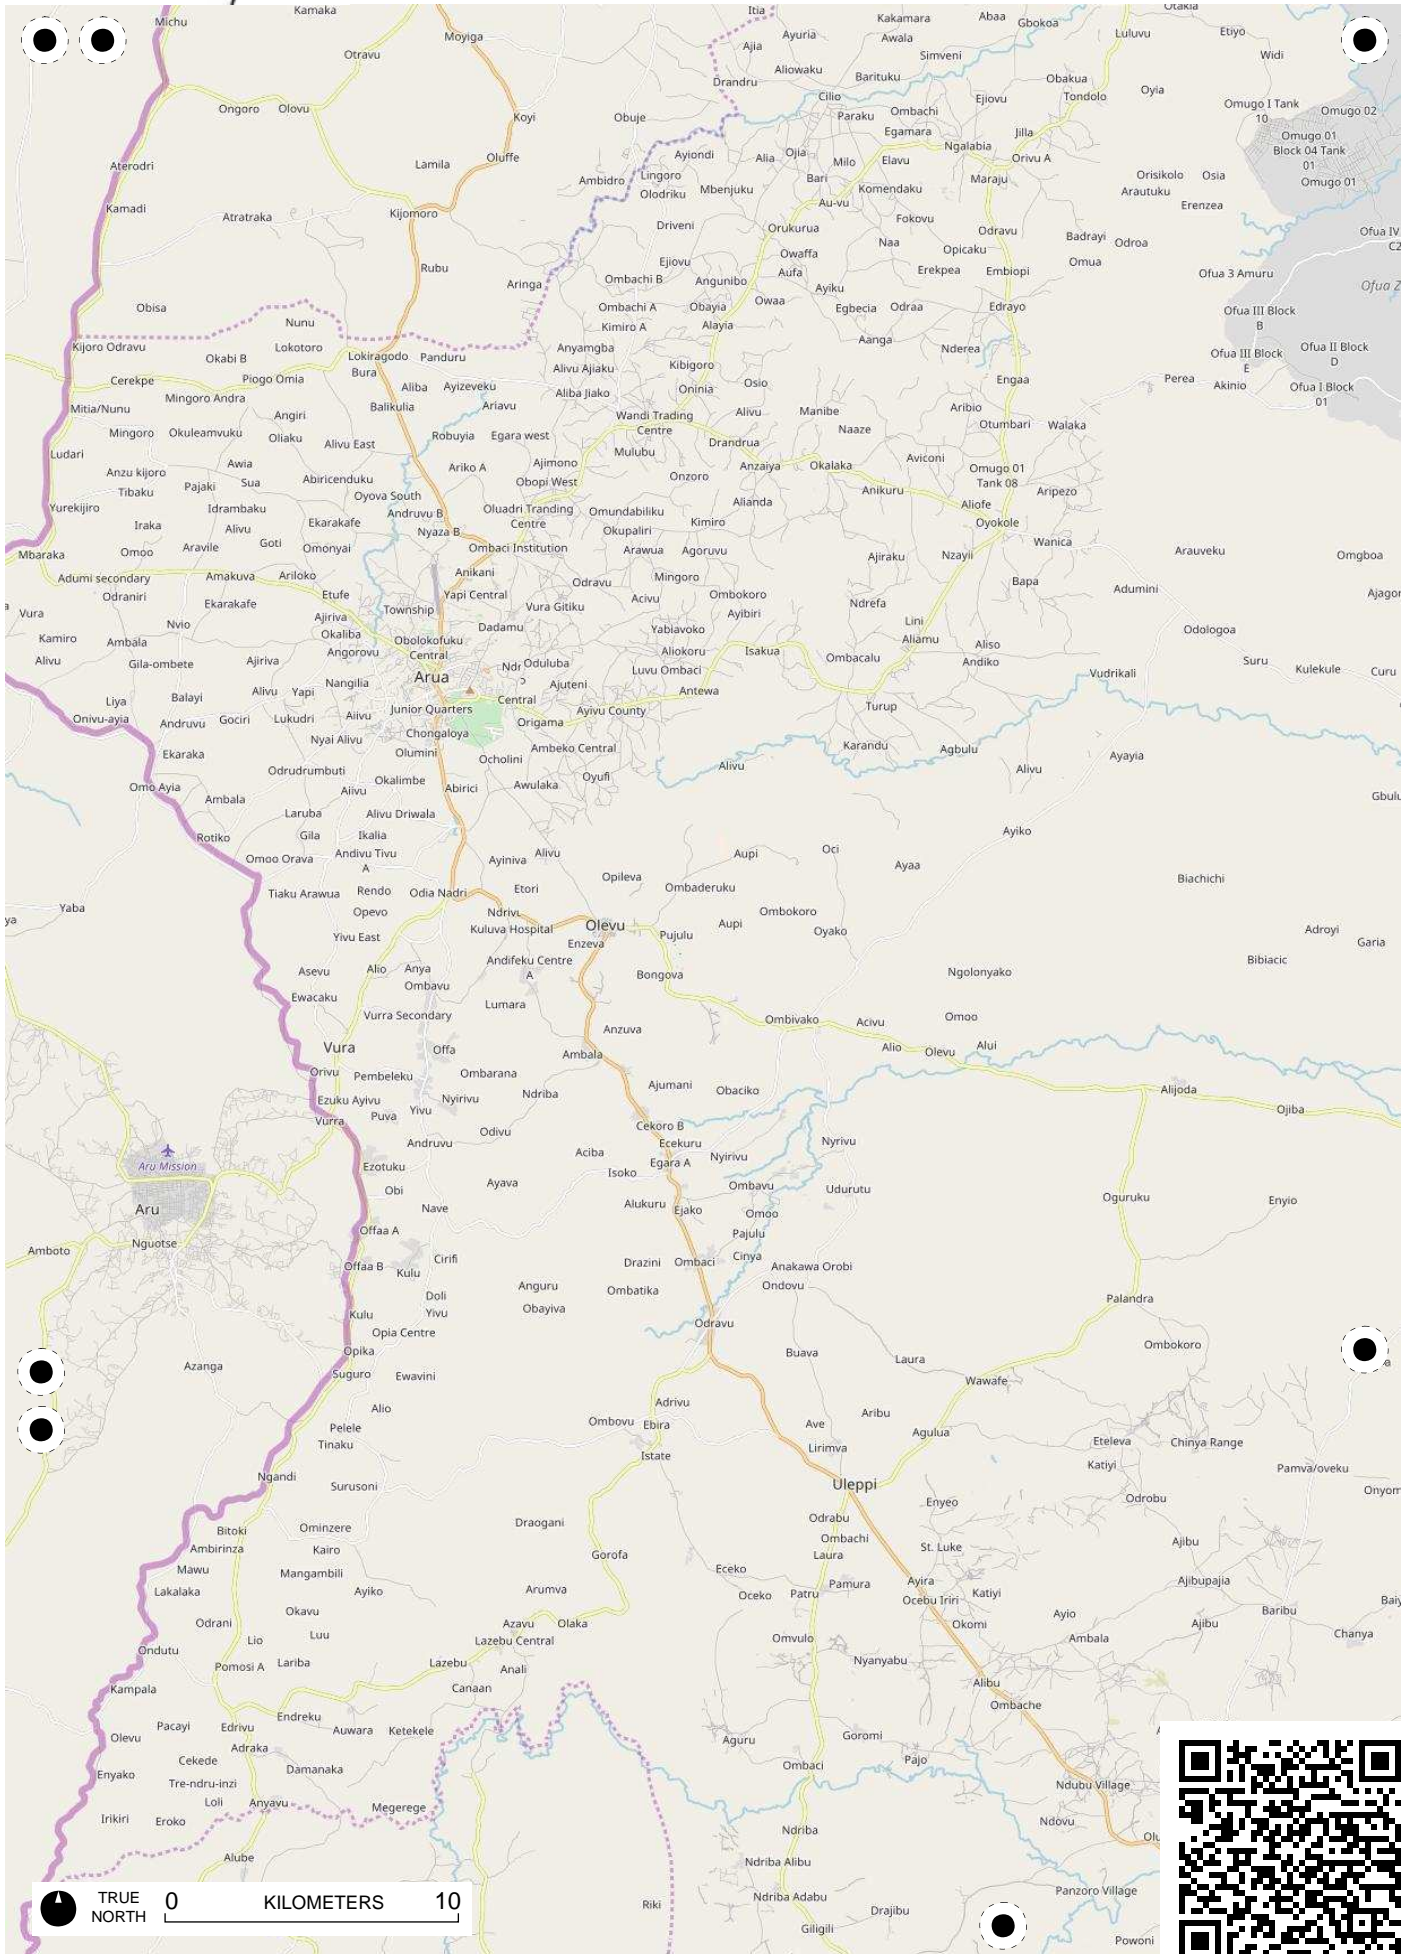 Michu
Kamaka
Moyiga
Otravu
Itia
Kakamara
Abaa
Gbokoa
Otakia
Ajia
Ayuria
Awala
Simveni
Luluvu
Etiyo
Widi
Drandru
Aliowaku
Barituku
Obakua
Tondolo
Oyia
Ongoro
Olovu
Koyi
Obuje
Cilio
Paraku
Ombachi
Ejiovu
Omugo I Tank
10
Omugo 02
Egamara
Jilla
Omugo 01
Block 04 Tank
01
Omugo 01
Aterodri
Lamila
Oluffe
Ayiondi
Alia
Ojia
Milo
Elavu
Ngalabia
Orivu A
Ambidro
Lingoro
Olodriku
Mbenjuku
Bari
Komendaku
Maraju
Orisikolo
Osia
Arautuku
Erenzea
Kamadi
Atratraka
Kijomoro
Au-vu
Fokovu
Driveni
Orukurua
Odravu
Badrayi
Odroa
Ofua IV
C2
Naa
Opicaku
Owaffa
Omua
Rubu
Ejiovu
Aringa
Ombachi B
Angunibo
Aufa
Ayiku
Erekpea
Embiopi
Ofua 3 Amuru
Ofua Z
Obisa
Nunu
Ombachi A
Obayia
Owaa
Egbecia
Odraa
Edrayo
Ofua III Block
B
Kimiro A
Alayia
Kijoro Odravu
Okabi B
Lokotoro
Lokiragodo
Panduru
Anyamgba
Aanga
Nderea
Ofua III Block
E
Ofua II Block
D
Cerekpe
Piogo Omia
Bura
Alivu Ajiaku
Kibigoro
Engaa
Perea
Akinio
Ofua I Block
01
Mingoro Andra
Aliba
Ayizeveku
Aliba Jiako
Oninia
Osio
Mitia/Nunu
Angiri
Balikulia
Ariavu
Wandi Trading
Centre
Alivu
Manibe
Aribio
Otumbari
Walaka
Mingoro
Okuleamvuku
Oliaku
Alivu East
Robuyia
Egara west
Drandrua
Naaze
Ludari
Mulubu
Anzu kijoro
Awia
Ariko A
Ajimono
Anzaiya
Okalaka
Aviconi
Omugo 01
Tank 08
Tibaku
Pajaki
Sua
Abiricenduku
Obopi West
Onzoro
Anikuru
Aripezo
Oyova South
Yurekijiro
Idrambaku
Andruvu B
Oluadri Tranding
Centre
Omundabiliku
Alianda
Aliofe
Iraka
Alivu
Ekarakafe
Nyaza B
Okupaliri
Kimiro
Oyokole
Mbaraka
Omoo
Aravile
Goti
Omonyai
Ombaci Institution
Arawua
Agoruvu
Ajiraku
Nzayii
Wanica
Arauveku
Omgboa
Adumi secondary
Amakuva
Ariloko
Anikani
Odravu
Mingoro
Bapa
Adumini
Ajagor
Odraniri
Ekarakafe
Etufe
Yapi Central
Acivu
Ombokoro
Ndrefa
Vura
Nvio
Ajiriva
Township
Vura Gitiku
Ayibiri
Lini
Odologoa
Kamiro
Ambala
Okaliba
Obolokofuku
Central
Dadamu
Yabiavoko
Aliamu
Aliso
Alivu
Gila-ombete
Ajiriva
Angorovu
Arua
Ndr
Oduluba
Aliokoru
Isakua
Ombacalu
Andiko
Suru
Kulekule
Curu
Liya
Balayi
Alivu
Yapi
Nangilia
Ajuteni
Luvu Ombaci
Vudrikali
Onivu-ayia
Andruvu
Gociri
Lukudri
Aiivu
Junior Quarters
Central
Antewa
Ayivu County
Turup
Origama
Nyai Alivu
Chongaloya
Ekaraka
Olumini
Ocholini
Ambeko Central
Karandu
Agbulu
Ayayia
Odrudrumbuti
Okalimbe
Oyufi
Alivu
Alivu
Omo Ayia
Ambala
Aiivu
Abirici
Awulaka
Gbulu
Laruba
Alivu Driwala
Rotiko
Gila
Ikalia
Ayiko
Omoo Orava
Andivu Tivu
A
Ayiniva
Alivu
Aupi
Oci
Ayaa
Tiaku Arawua
Rendo
Odia Nadri
Etori
Opileva
Ombaderuku
Biachichi
Yaba
Opevo
Ombokoro
ya
Yivu East
Kuluva Hospital
Olevu
Enzeva
Pujulu
Aupi
Oyako
Adroyi
Garia
Asevu
Alio
Anya
Andifeku Centre
A
Bongova
Ngolonyako
Bibiacic
Ombavu
Ewacaku
Vurra Secondary
Lumara
Anzuva
Ombivako
Acivu
Omoo
Vura
Offa
Ambala
Alio
Olevu
Alui
Orivu
Pembeleku
Ombarana
Ajumani
Obaciko
Alijoda
Ezuku Ayivu
Nyirivu
Ndriba
Ojiba
Vurra
Puva
Yivu
Odivu
Cekoro B
Andruvu
Ecekuru
Nyrivu
Aru Mission
Ezotuku
Aciba
Isoko
Egara A
Nyirivu
Aru
Obi
Ayava
Ombavu
Udurutu
Oguruku
Enyio
Nave
Alukuru
Ejako
Omoo
Amboto
Nguotse
Offaa A
Pajulu
Offaa B
Kulu
Cirifi
Drazini
Ombaci
Cinya
Anakawa Orobi
Doli
Anguru
Ombatika
Ondovu
Kulu
Yivu
Obayiva
Palandra
Opia Centre
Odravu
Opika
Azanga
Suguro
Ewavini
Buava
Laura
Ombokoro
Wawafe
Alio
Adrivu
Pelele
Ombovu
Ebira
Ave
Aribu
Agulua
Tinaku
Lirimva
Eteleva
Chinya Range
Istate
Katiyi
Pamva/oveku
Ngandi
Surusoni
Uleppi
Odrobu
Onyom
Enyeo
Bitoki
Ominzere
Draogani
Odrabu
Ombachi
Ajibu
Ambirinza
Kairo
Gorofa
Laura
St. Luke
Mawu
Mangambili
Eceko
Lakalaka
Ayiko
Arumva
Oceko
Patru
Pamura
Ayira
Katiyi
Ajibupajia
Ocebu Iriri
Baiy
Odrani
Okavu
Azavu
Olaka
Okomi
Ayio
Ajibu
Baribu
Lio
Luu
Lazebu Central
Omvulo
Ambala
Chanya
Ondutu
Pomosi A
Lariba
Lazebu
Anali
Nyanyabu
Kampala
Canaan
Alibu
Endreku
Ombache
Olevu
Pacayi
Edrivu
Auwara
Ketekele
Aguru
Goromi
Adraka
Cekede
Damanaka
Pajo
Enyako
Tre-ndru-inzi
Ombaci
Ndubu Village
Loli
Anyavu
Megerege
Irikiri
Eroko
Ndriba
Ndovu
Olu
Alube
Ndriba Alibu
Riki
Ndriba Adabu
Panzoro Village
Drajibu
Giligili
Powoni
TRUE
NORTH
0 KILOMETERS 10